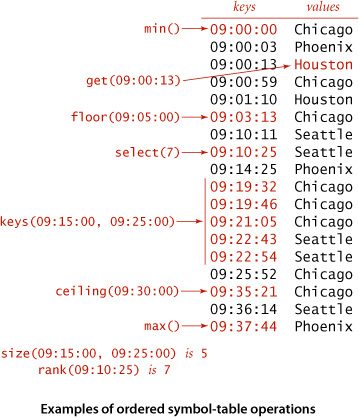 keys values
min() 09:00:00 Chicago
09:00:03 Phoenix
09:00:13 Houston
get(09:00:13) 09:00:59 Chicago
09:01:10 Houston
floor(09:05:00) 09:03:13 Chicago
09:10:11 Seattle
select(7) 09:10:25 Seattle
09:14:25 Phoenix
09:19:32 Chicago
09:19:46 Chicago
keys(09:15:00, 09:25:00) 09:21:05 Chicago
09:22:43 Seattle
09:22:54 Seattle
09:25:52 Chicago
ceiling(09:30:00) 09:35:21 Chicago
09:36:14 Seattle
max() 09:37:44 Phoenix
size(09:15:00, 09:25:00) is 5
rank(09:10:25) is 7
Examples of ordered symbol-table operations